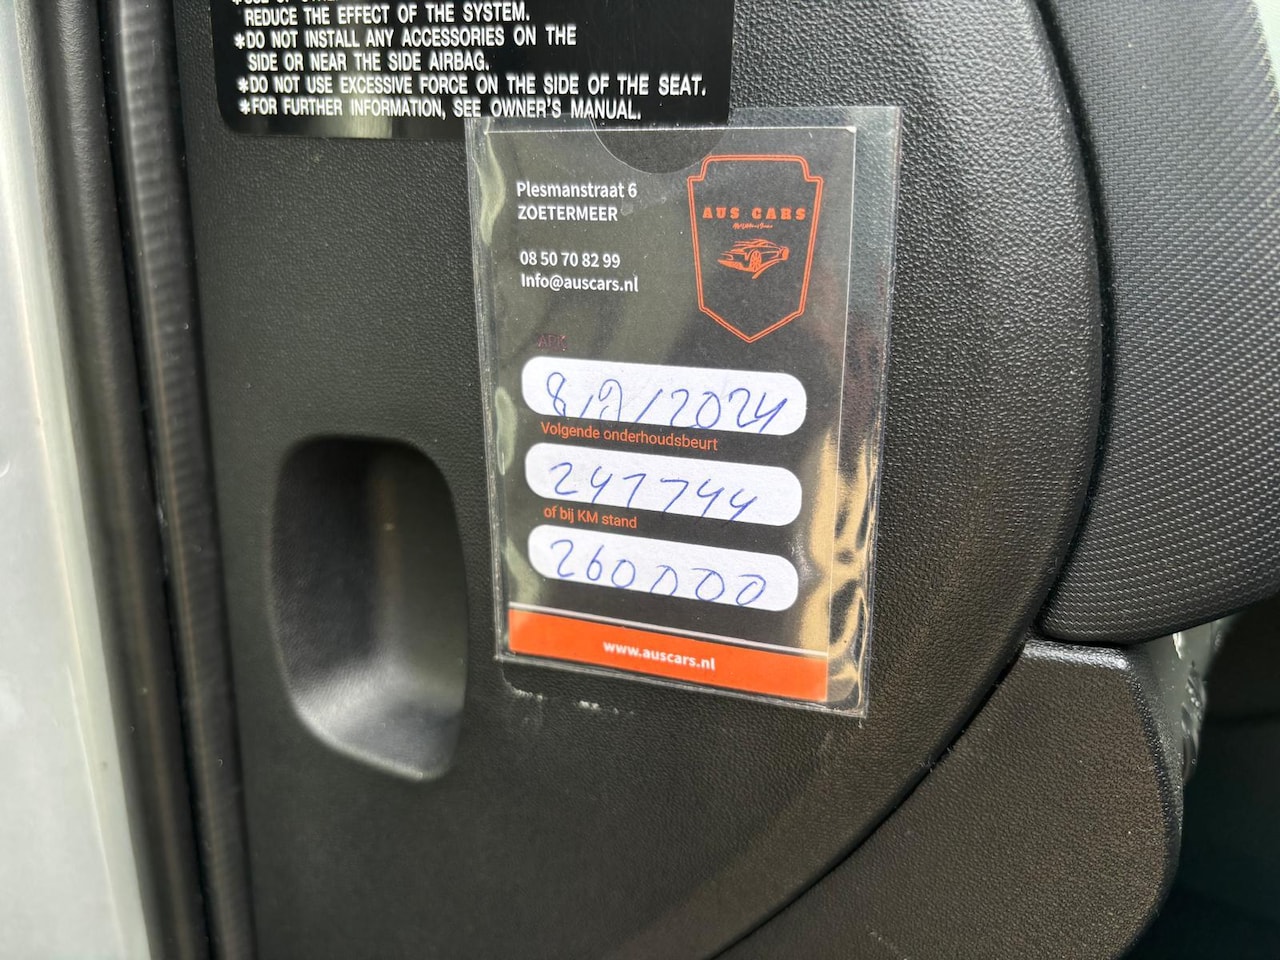 REDUCE THE EFFECT OF THE SYSTEM.
*DO NOT INSTALL ANY ACCESSORIES ON THE
SIDE OR NEAR THE SIDE AIRBAG.
*DO NOT USE EXCESSIVE FORCE ON THE SIDE OF THE SEAT.
*FOR FURTHER INFORMATION, SEE OWNER'S MANUAL.
Plesmanstraat 6
ZOETERMEER
08 50 70 82 99
Info@auscars.nl
AUS CARS
APK
8/9/2024
Volgende onderhoudsbeurt
247744
of bij KM stand
260000
www.auscars.nl